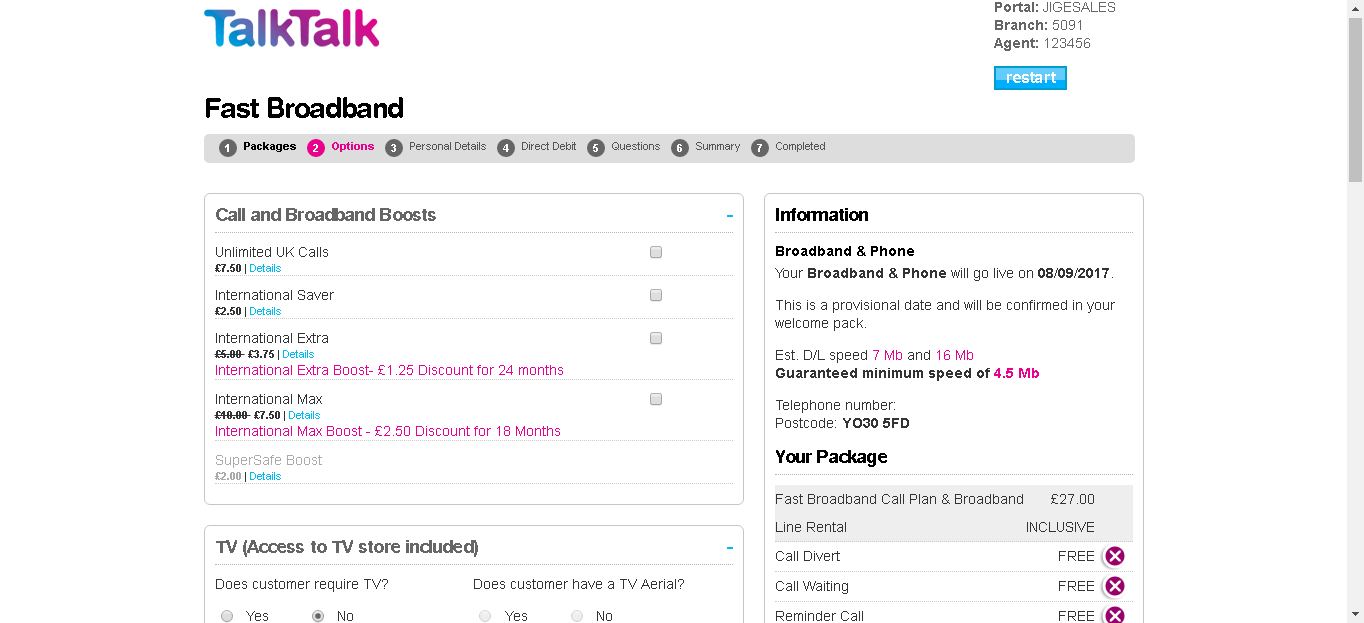 TalkTalk
Portal: JIGESALES
Branch: 5091
Agent: 123456
restart
Fast Broadband
1 Packages 2 Options 3 Personal Details 4 Direct Debit 5 Questions 6 Summary 7 Completed
Call and Broadband Boosts -
Unlimited UK Calls
£7.50 | Details
International Saver
£2.50 | Details
International Extra
£5.00 £3.75 | Details
International Extra Boost- £1.25 Discount for 24 months
International Max
£10.00 £7.50 | Details
International Max Boost - £2.50 Discount for 18 Months
SuperSafe Boost
£2.00 | Details
TV (Access to TV store included) -
Does customer require TV? Does customer have a TV Aerial?
Yes No Yes No
Information
Broadband & Phone
Your Broadband & Phone will go live on 08/09/2017.
This is a provisional date and will be confirmed in your
welcome pack.
Est. D/L speed 7 Mb and 16 Mb
Guaranteed minimum speed of 4.5 Mb
Telephone number:
Postcode: YO30 5FD
Your Package
Fast Broadband Call Plan & Broadband £27.00
Line Rental INCLUSIVE
Call Divert FREE
Call Waiting FREE
Reminder Call FREE